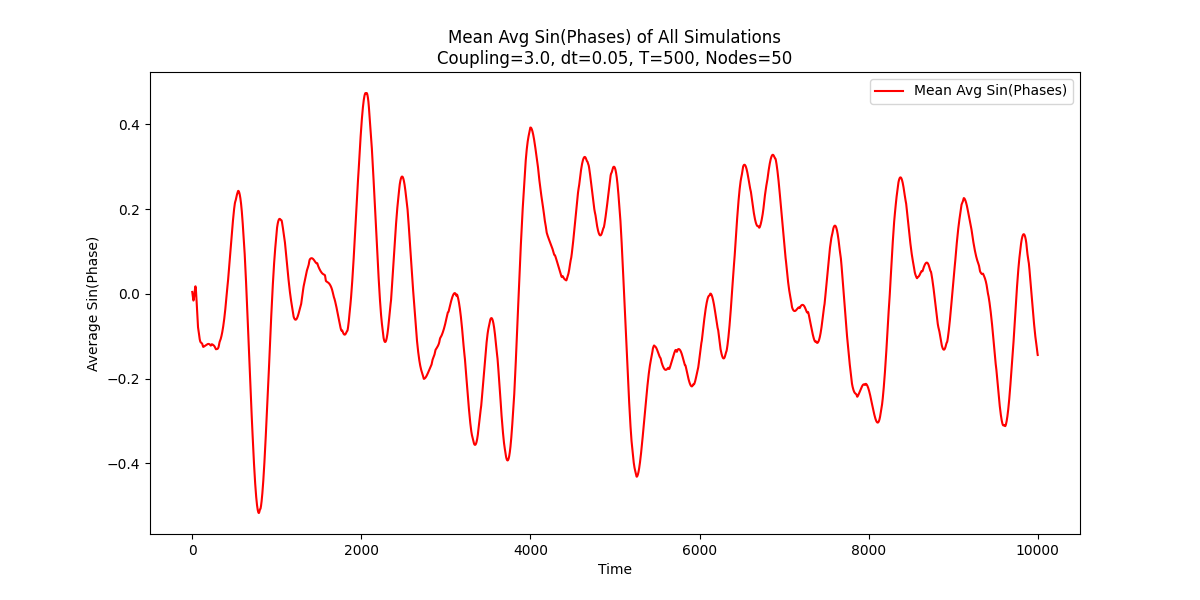 Mean Avg Sin(Phases) of All Simulations
Coupling=3.0, dt=0.05, T=500, Nodes=50
Mean Avg Sin(Phases)
Average Sin(Phase)
0.4
0.2
0.0
−0.2
−0.4
0 2000 4000 6000 8000 10000
Time